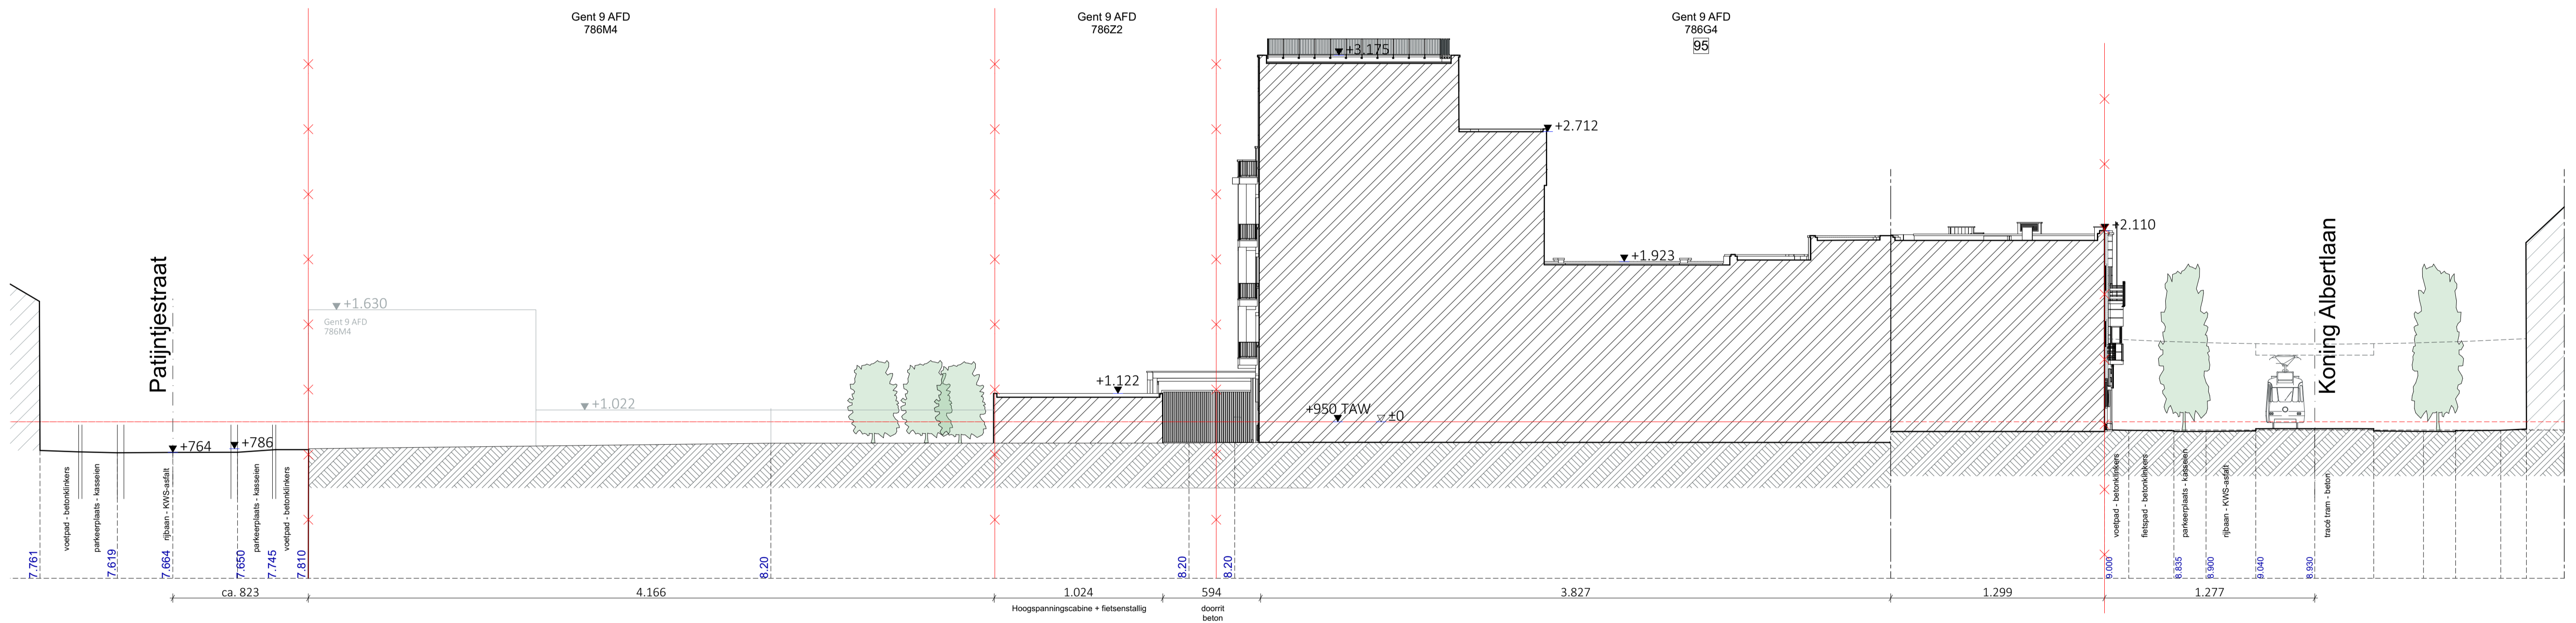 Gent 9 AFD
786M4
Gent 9 AFD
786Z2
Gent 9 AFD
786G4
95
+3.175
+2.712
+2.110
+1.923
+1.630
Gent 9 AFD
786M4
+1.022
+1.122
+950 TAW
±0
+764
+786
Patijntjestraat
Koning Albertlaan
voetpad - betonklinkers
parkeerplaats - kasseien
rijbaan - KWS-asfalt
parkeerplaats - kasseien
voetpad - betonklinkers
voetpad - betonklinkers
fietspad - betonklinkers
parkeerplaats - kasseien
rijbaan - KWS-asfalt
tracé tram - beton
7.761
7.619
7.664
7.650
7.745
7.810
8.20
8.20
8.20
9.000
8.835
8.900
9.040
8.930
ca. 823
4.166
1.024
594
3.827
1.299
1.277
Hoogspanningscabine + fietsenstallig
doorrit
beton